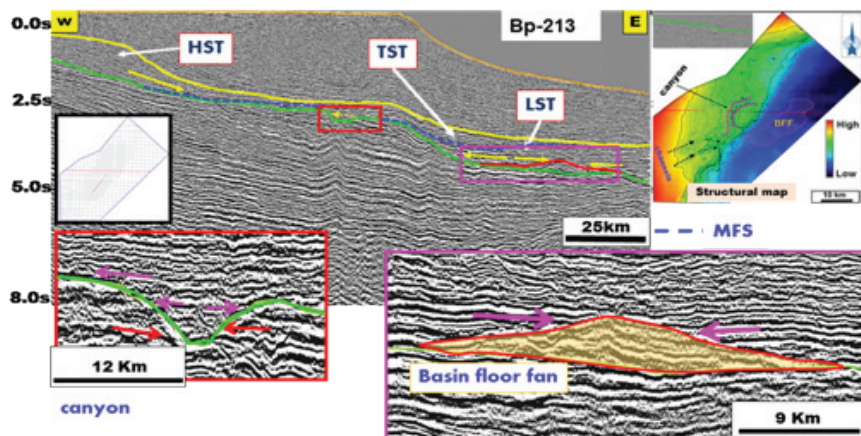 0.0s
W
HST
TST
Bp-213
E
LST
2.5s
5.0s
8.0s
25km
canyon
BFF
High
Low
Structural map
10 km
MFS
12 Km
canyon
Basin floor fan
9 Km